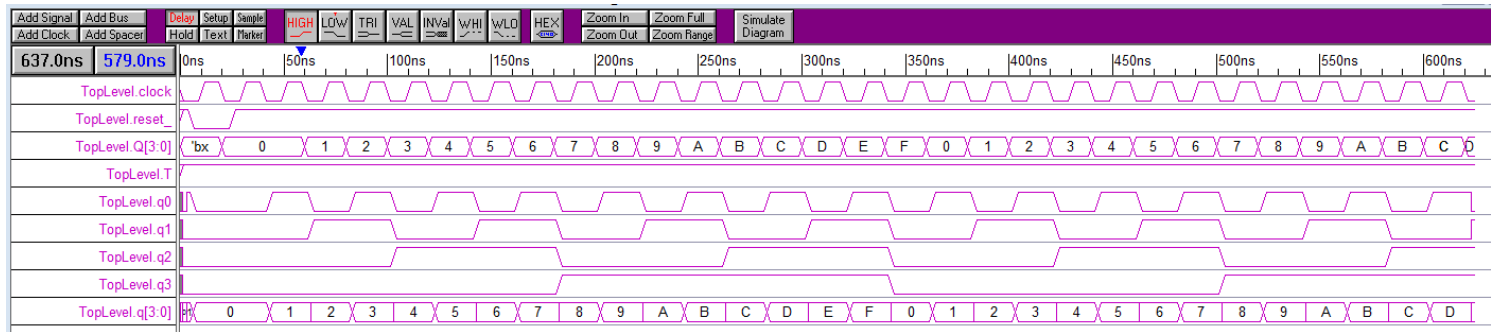 Add Signal Add Bus Delay Setup Sample HIGH LOW TRI VAL INVal WHI WLO HEX Zoom In Zoom Full Simulate
Add Clock Add Spacer Hold Text Marker Zoom Out Zoom Range Diagram
637.0ns 579.0ns 0ns 50ns 100ns 150ns 200ns 250ns 300ns 350ns 400ns 450ns 500ns 550ns 600ns
TopLevel.clock
TopLevel.reset_
TopLevel.Q[3:0] 'bx 0 1 2 3 4 5 6 7 8 9 A B C D E F 0 1 2 3 4 5 6 7 8 9 A B C D
TopLevel.T
TopLevel.q0
TopLevel.q1
TopLevel.q2
TopLevel.q3
TopLevel.q[3:0] 0 1 2 3 4 5 6 7 8 9 A B C D E F 0 1 2 3 4 5 6 7 8 9 A B C D